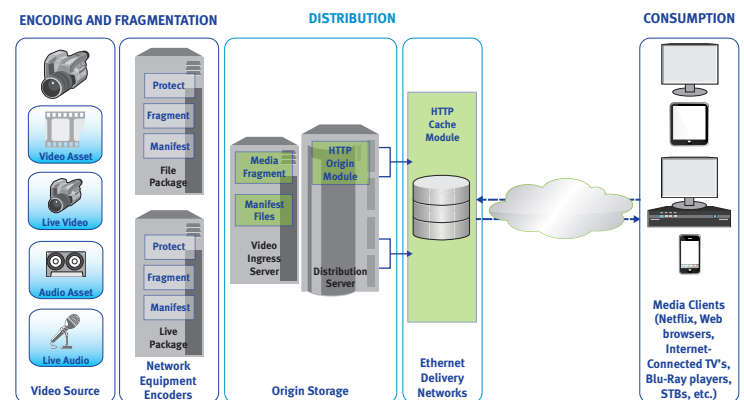 ENCODING AND FRAGMENTATION
DISTRIBUTION
CONSUMPTION
Video Asset
Live Video
Audio Asset
Live Audio
Video Source
Protect
Fragment
Manifest
File
Package
Protect
Fragment
Manifest
Live
Package
Network
Equipment
Encoders
Media
Fragment
Manifest
Files
Video
Ingress
Server
HTTP
Origin
Module
Distribution
Server
Origin Storage
HTTP
Cache
Module
Ethernet
Delivery
Networks
Media Clients
(Netflix, Web
browsers,
Internet-
Connected TV's,
Blu-Ray players,
STBs, etc.)